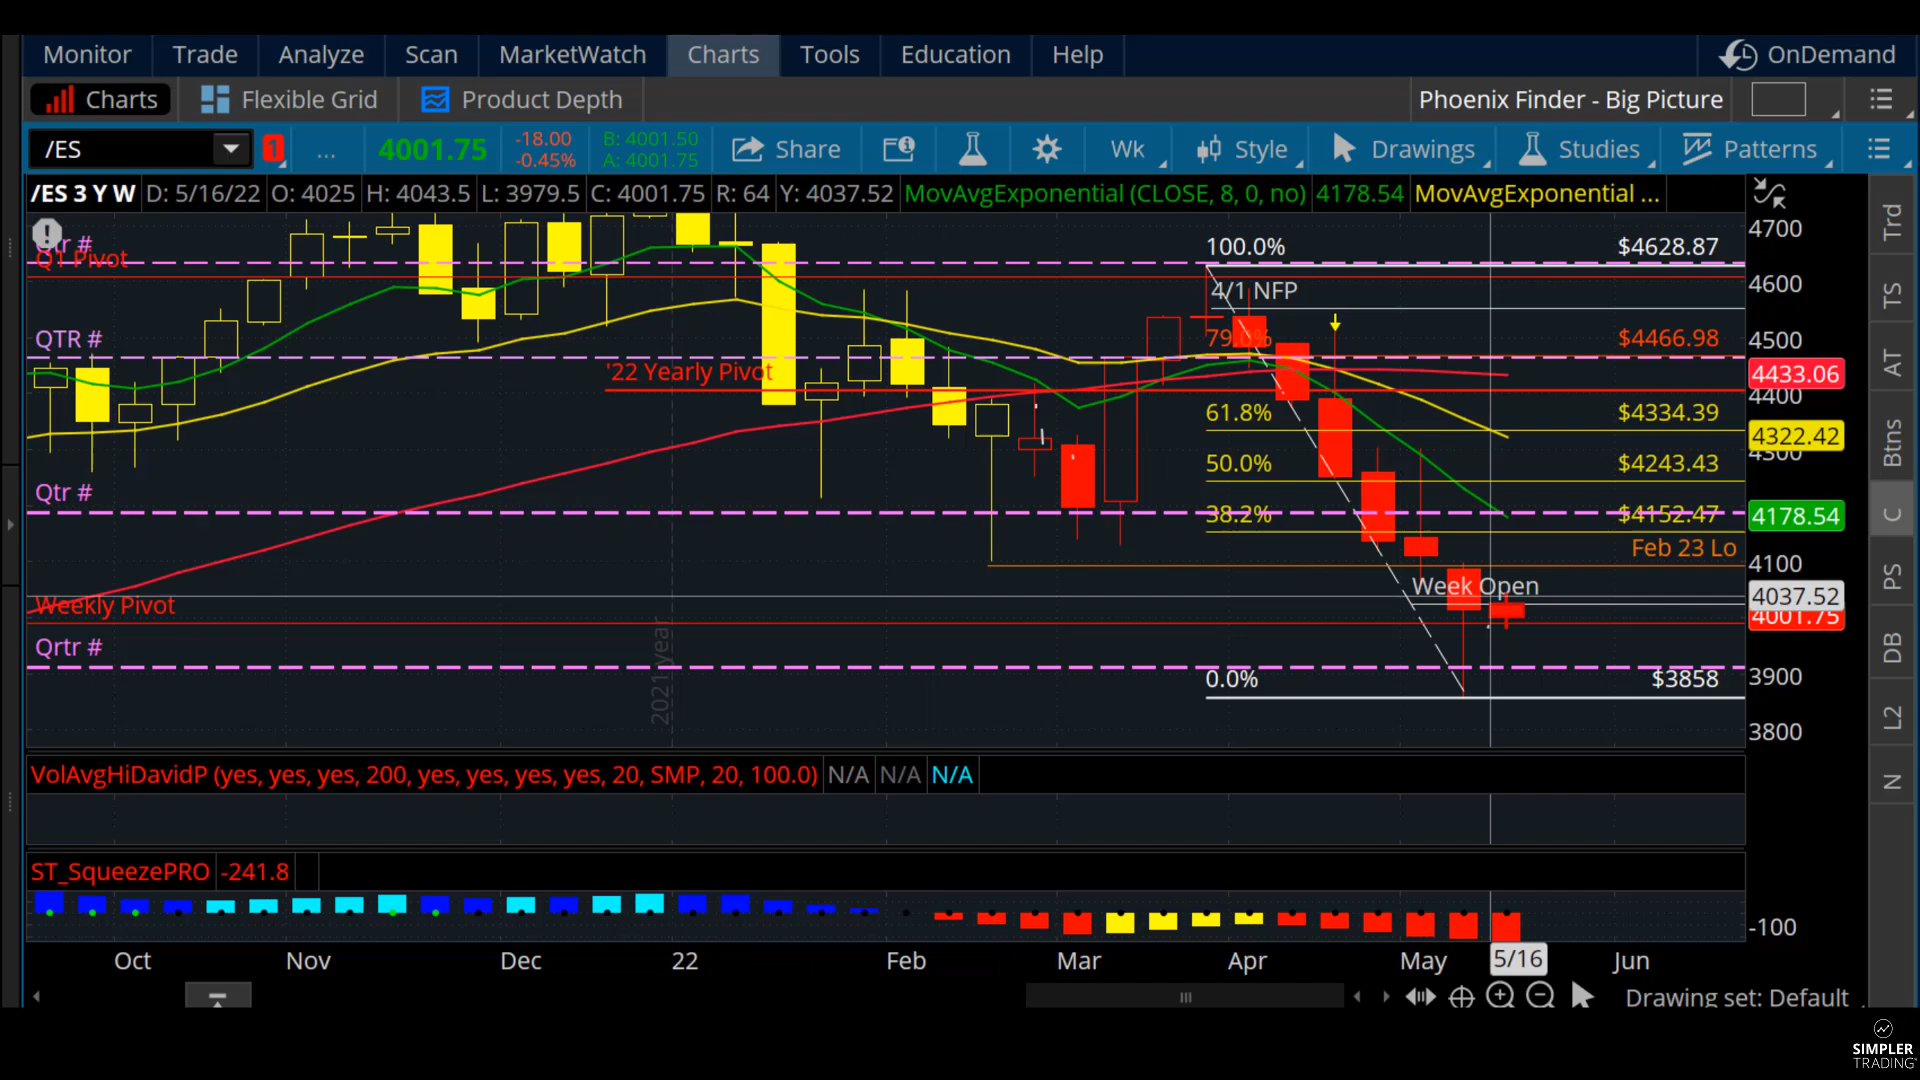 Monitor Trade Analyze Scan MarketWatch Charts Tools Education Help OnDemand
Charts Flexible Grid Product Depth Phoenix Finder - Big Picture
/ES 1 ... 4001.75 -18.00 B: 4001.50 Share Wk Style Drawings Studies Patterns
-0.45% A: 4001.75
/ES 3 Y W D: 5/16/22 O: 4025 H: 4043.5 L: 3979.5 C: 4001.75 R: 64 Y: 4037.52 MovAvgExponential (CLOSE, 8, 0, no) 4178.54 MovAvgExponential ...
Trd
TS
AT
Btns
C
PS
DB
L2
N
4700
Qtr # 100.0% $4628.87
Q1 Pivot
4/1 NFP 4600
QTR # 79.0% $4466.98 4500
'22 Yearly Pivot 4433.06
4400
61.8% $4334.39
4322.42
4300
50.0% $4243.43
Qtr # 38.2% $4152.47 4178.54
Feb 23 Lo
4100
Week Open
Weekly Pivot 4037.52
4001.75
Qrtr #
0.0% $3858 3900
2021 year
3800
VolAvgHiDavidP (yes, yes, yes, 200, yes, yes, yes, yes, 20, SMP, 20, 100.0) N/A N/A N/A
ST_SqueezePRO -241.8
-100
Oct Nov Dec 22 Feb Mar Apr May 5/16 Jun
Drawing set: Default
SIMPLER
TRADING